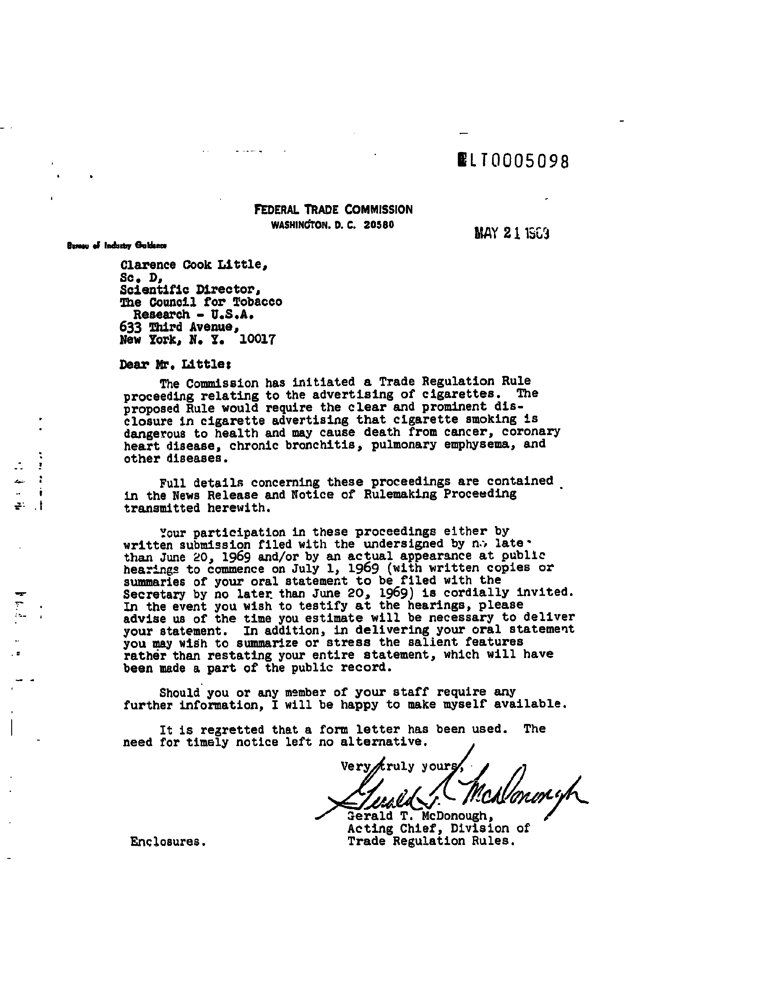 LT0005098
FEDERAL TRADE COMMISSION
WASHINGTON, D. C. 20580
MAY 21 1969
Bureau of Industry Guidance
Clarence Cook Little,
Sc. D,
Scientific Director,
The Council for Tobacco
Research - U.S.A.
633 Third Avenue,
New York, N. Y. 10017
Dear Mr. Little:
The Commission has initiated a Trade Regulation Rule
proceeding relating to the advertising of cigarettes. The
proposed Rule would require the clear and prominent dis-
closure in cigarette advertising that cigarette smoking is
dangerous to health and may cause death from cancer, coronary
heart disease, chronic bronchitis, pulmonary emphysema, and
other diseases.
Full details concerning these proceedings are contained
in the News Release and Notice of Rulemaking Proceeding
transmitted herewith.
Your participation in these proceedings either by
written submission filed with the undersigned by no later
than June 20, 1969 and/or by an actual appearance at public
hearings to commence on July 1, 1969 (with written copies or
summaries of your oral statement to be filed with the
Secretary by no later than June 20, 1969) is cordially invited.
In the event you wish to testify at the hearings, please
advise us of the time you estimate will be necessary to deliver
your statement. In addition, in delivering your oral statement
you may wish to summarize or stress the salient features
rather than restating your entire statement, which will have
been made a part of the public record.
Should you or any member of your staff require any
further information, I will be happy to make myself available.
It is regretted that a form letter has been used. The
need for timely notice left no alternative.
Very truly yours,
Gerald T. McDonough
Gerald T. McDonough,
Acting Chief, Division of
Trade Regulation Rules.
Enclosures.